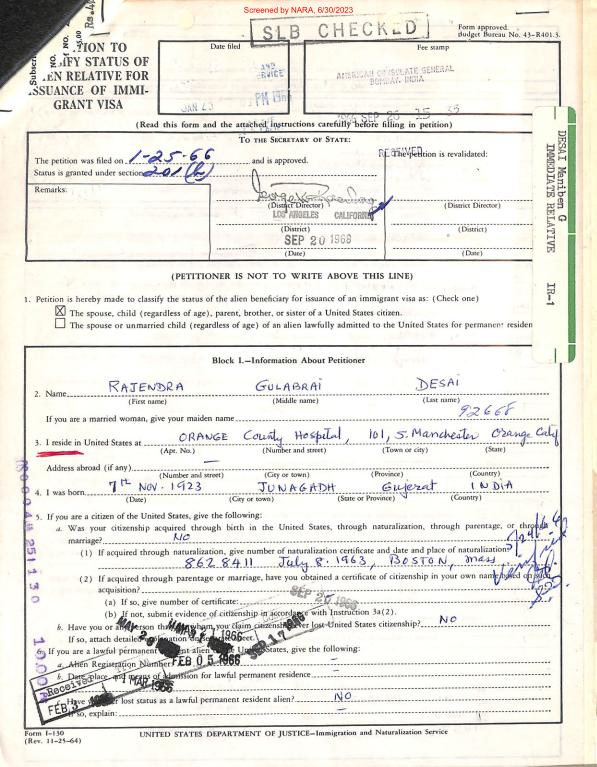 Screened by NARA, 6/30/2023
SLB CHECKED
Form approved.
Budget Bureau No. 43-R401.3.
TION TO
SIFY STATUS OF
EN RELATIVE FOR
ISSUANCE OF IMMI-
GRANT VISA
Date filed
Fee stamp
AMERICAN CONSULATE GENERAL
BOMBAY, INDIA
JAN 25
PM 1966
1966 SEP 26 15 35
(Read this form and the attached instructions carefully before filling in petition)
TO THE SECRETARY OF STATE:
The petition was filed on 1-25-66 and is approved.
Status is granted under section 201 (b)
RECEIVED
The petition is revalidated:
Remarks:
(District Director)
(District Director)
LOS ANGELES CALIFORNIA
(District)
(District)
SEP 20 1966
(Date)
(Date)
DESAI Maniben G
IMMEDIATE RELATIVE IR-1
(PETITIONER IS NOT TO WRITE ABOVE THIS LINE)
1. Petition is hereby made to classify the status of the alien beneficiary for issuance of an immigrant visa as: (Check one)
X The spouse, child (regardless of age), parent, brother, or sister of a United States citizen.
The spouse or unmarried child (regardless of age) of an alien lawfully admitted to the United States for permanent residen
Block I.—Information About Petitioner
2. Name RAJENDRA GULABRAI DESAI
(First name) (Middle name) (Last name)
If you are a married woman, give your maiden name
92668
3. I reside in United States at ORANGE County Hospital, 101, S. Manchester Orange Calif
(Apt. No.) (Number and street) (Town or city) (State)
Address abroad (if any) —
(Number and street) (City or town) (Province) (Country)
4. I was born 7th NOV. 1923 JUNAGADH Gujerat INDIA
(Date) (City or town) (State or Province) (Country)
5. If you are a citizen of the United States, give the following:
a. Was your citizenship acquired through birth in the United States, through naturalization, through parentage, or through
marriage? NO
(1) If acquired through naturalization, give number of naturalization certificate and date and place of naturalization?
8628411 July 8. 1963, BOSTON, Mass
(2) If acquired through parentage or marriage, have you obtained a certificate of citizenship in your own name based on such
acquisition?
(a) If so, give number of certificate:
(b) If not, submit evidence of citizenship in accordance with Instruction 3a(2).
b. Have you or any person through whom you claim citizenship ever lost United States citizenship? NO
If so, attach detailed explanation on separate sheet.
6. If you are a lawful permanent resident alien of the United States, give the following:
a. Alien Registration Number —
b. Date, place, and means of admission for lawful permanent residence —
Have you ever lost status as a lawful permanent resident alien? NO
If so, explain: —
SEP 17 1966
FEB 05 1966
1 MAR 1966
Received
FEB 3
Form I-130
(Rev. 11-25-64)
UNITED STATES DEPARTMENT OF JUSTICE—Immigration and Naturalization Service